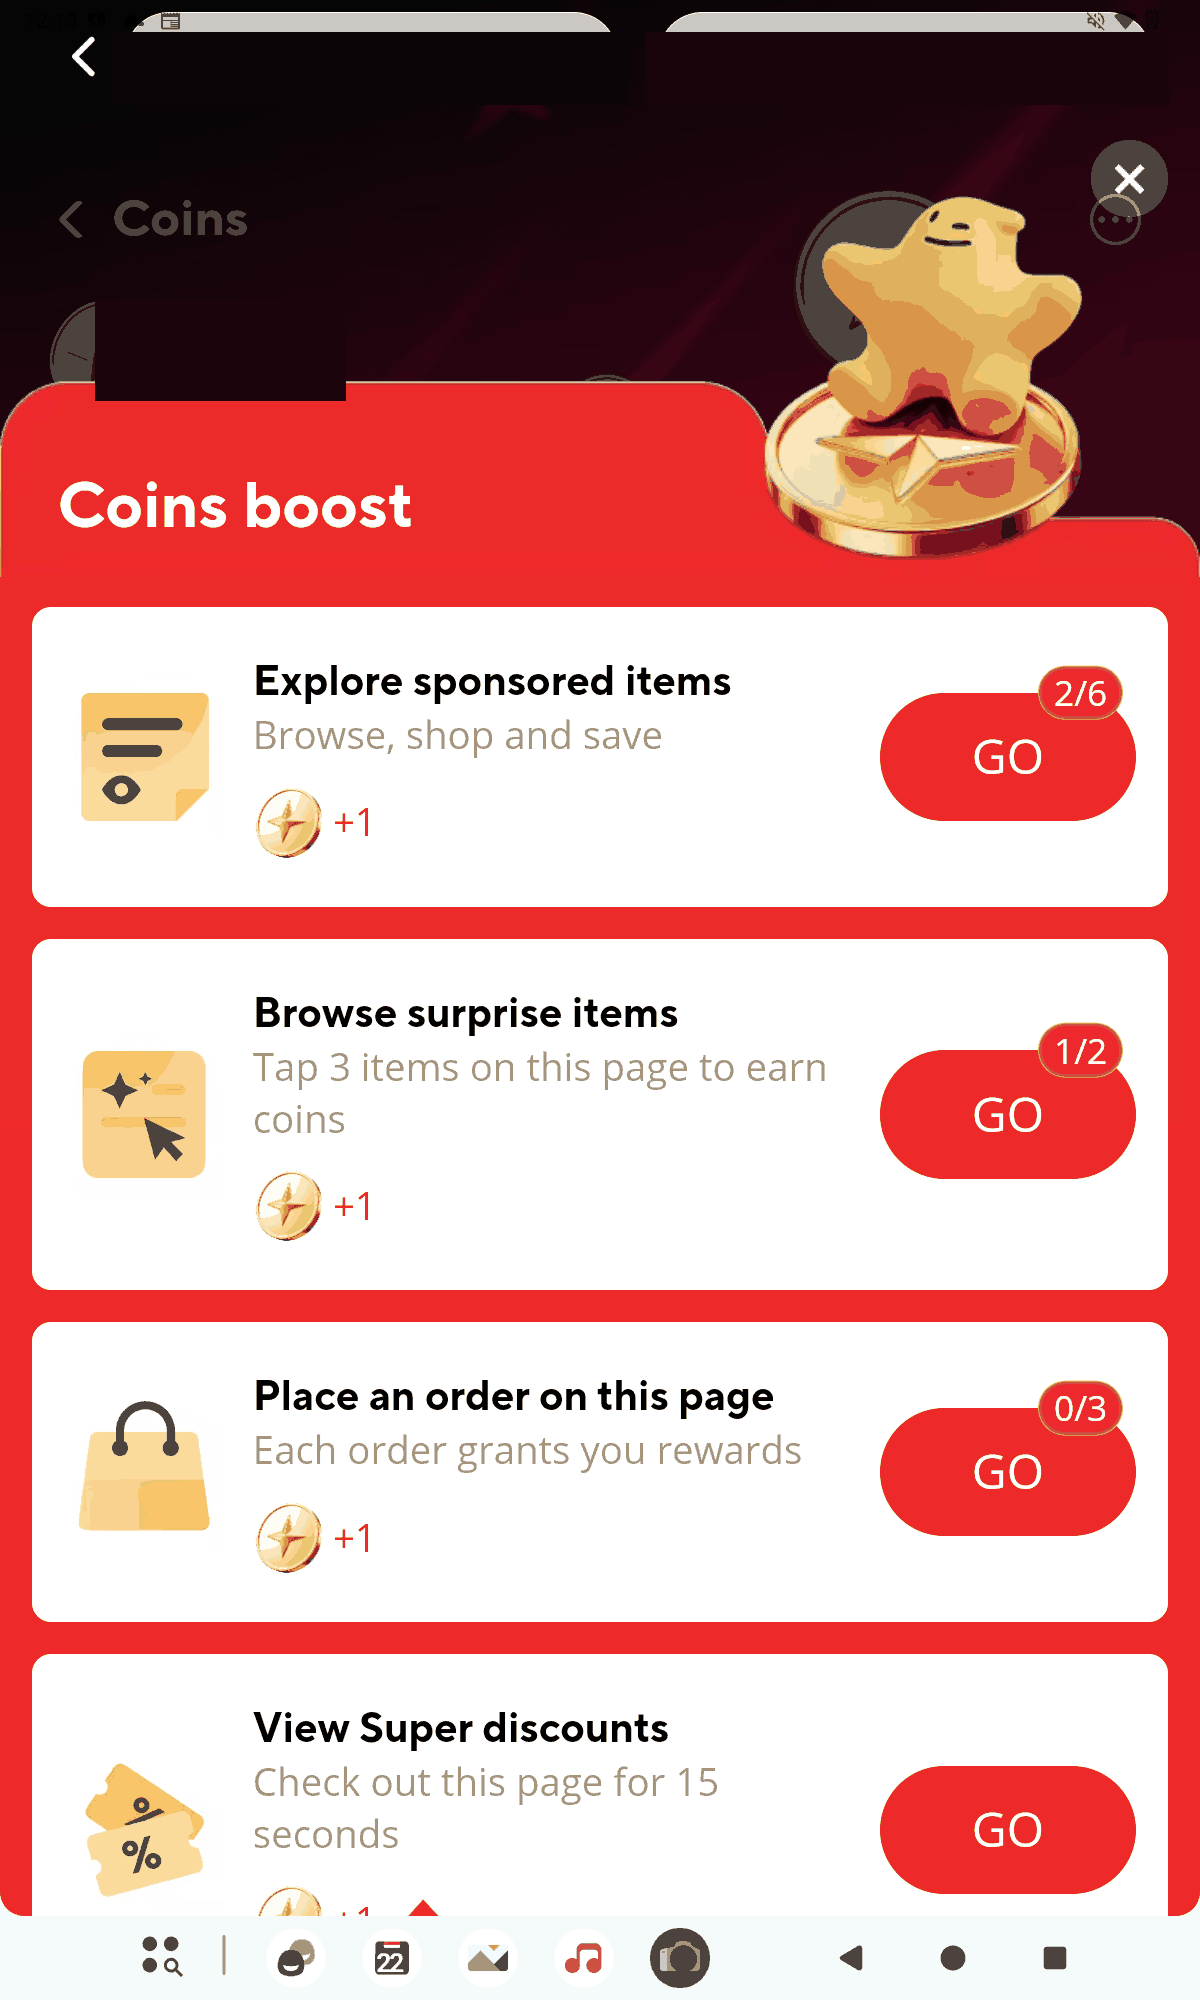 12:13
Coins
Coins boost
Explore sponsored items
Browse, shop and save
+1
2/6
GO
Browse surprise items
Tap 3 items on this page to earn
coins
+1
1/2
GO
Place an order on this page
Each order grants you rewards
+1
0/3
GO
View Super discounts
Check out this page for 15
seconds
+1
GO
22